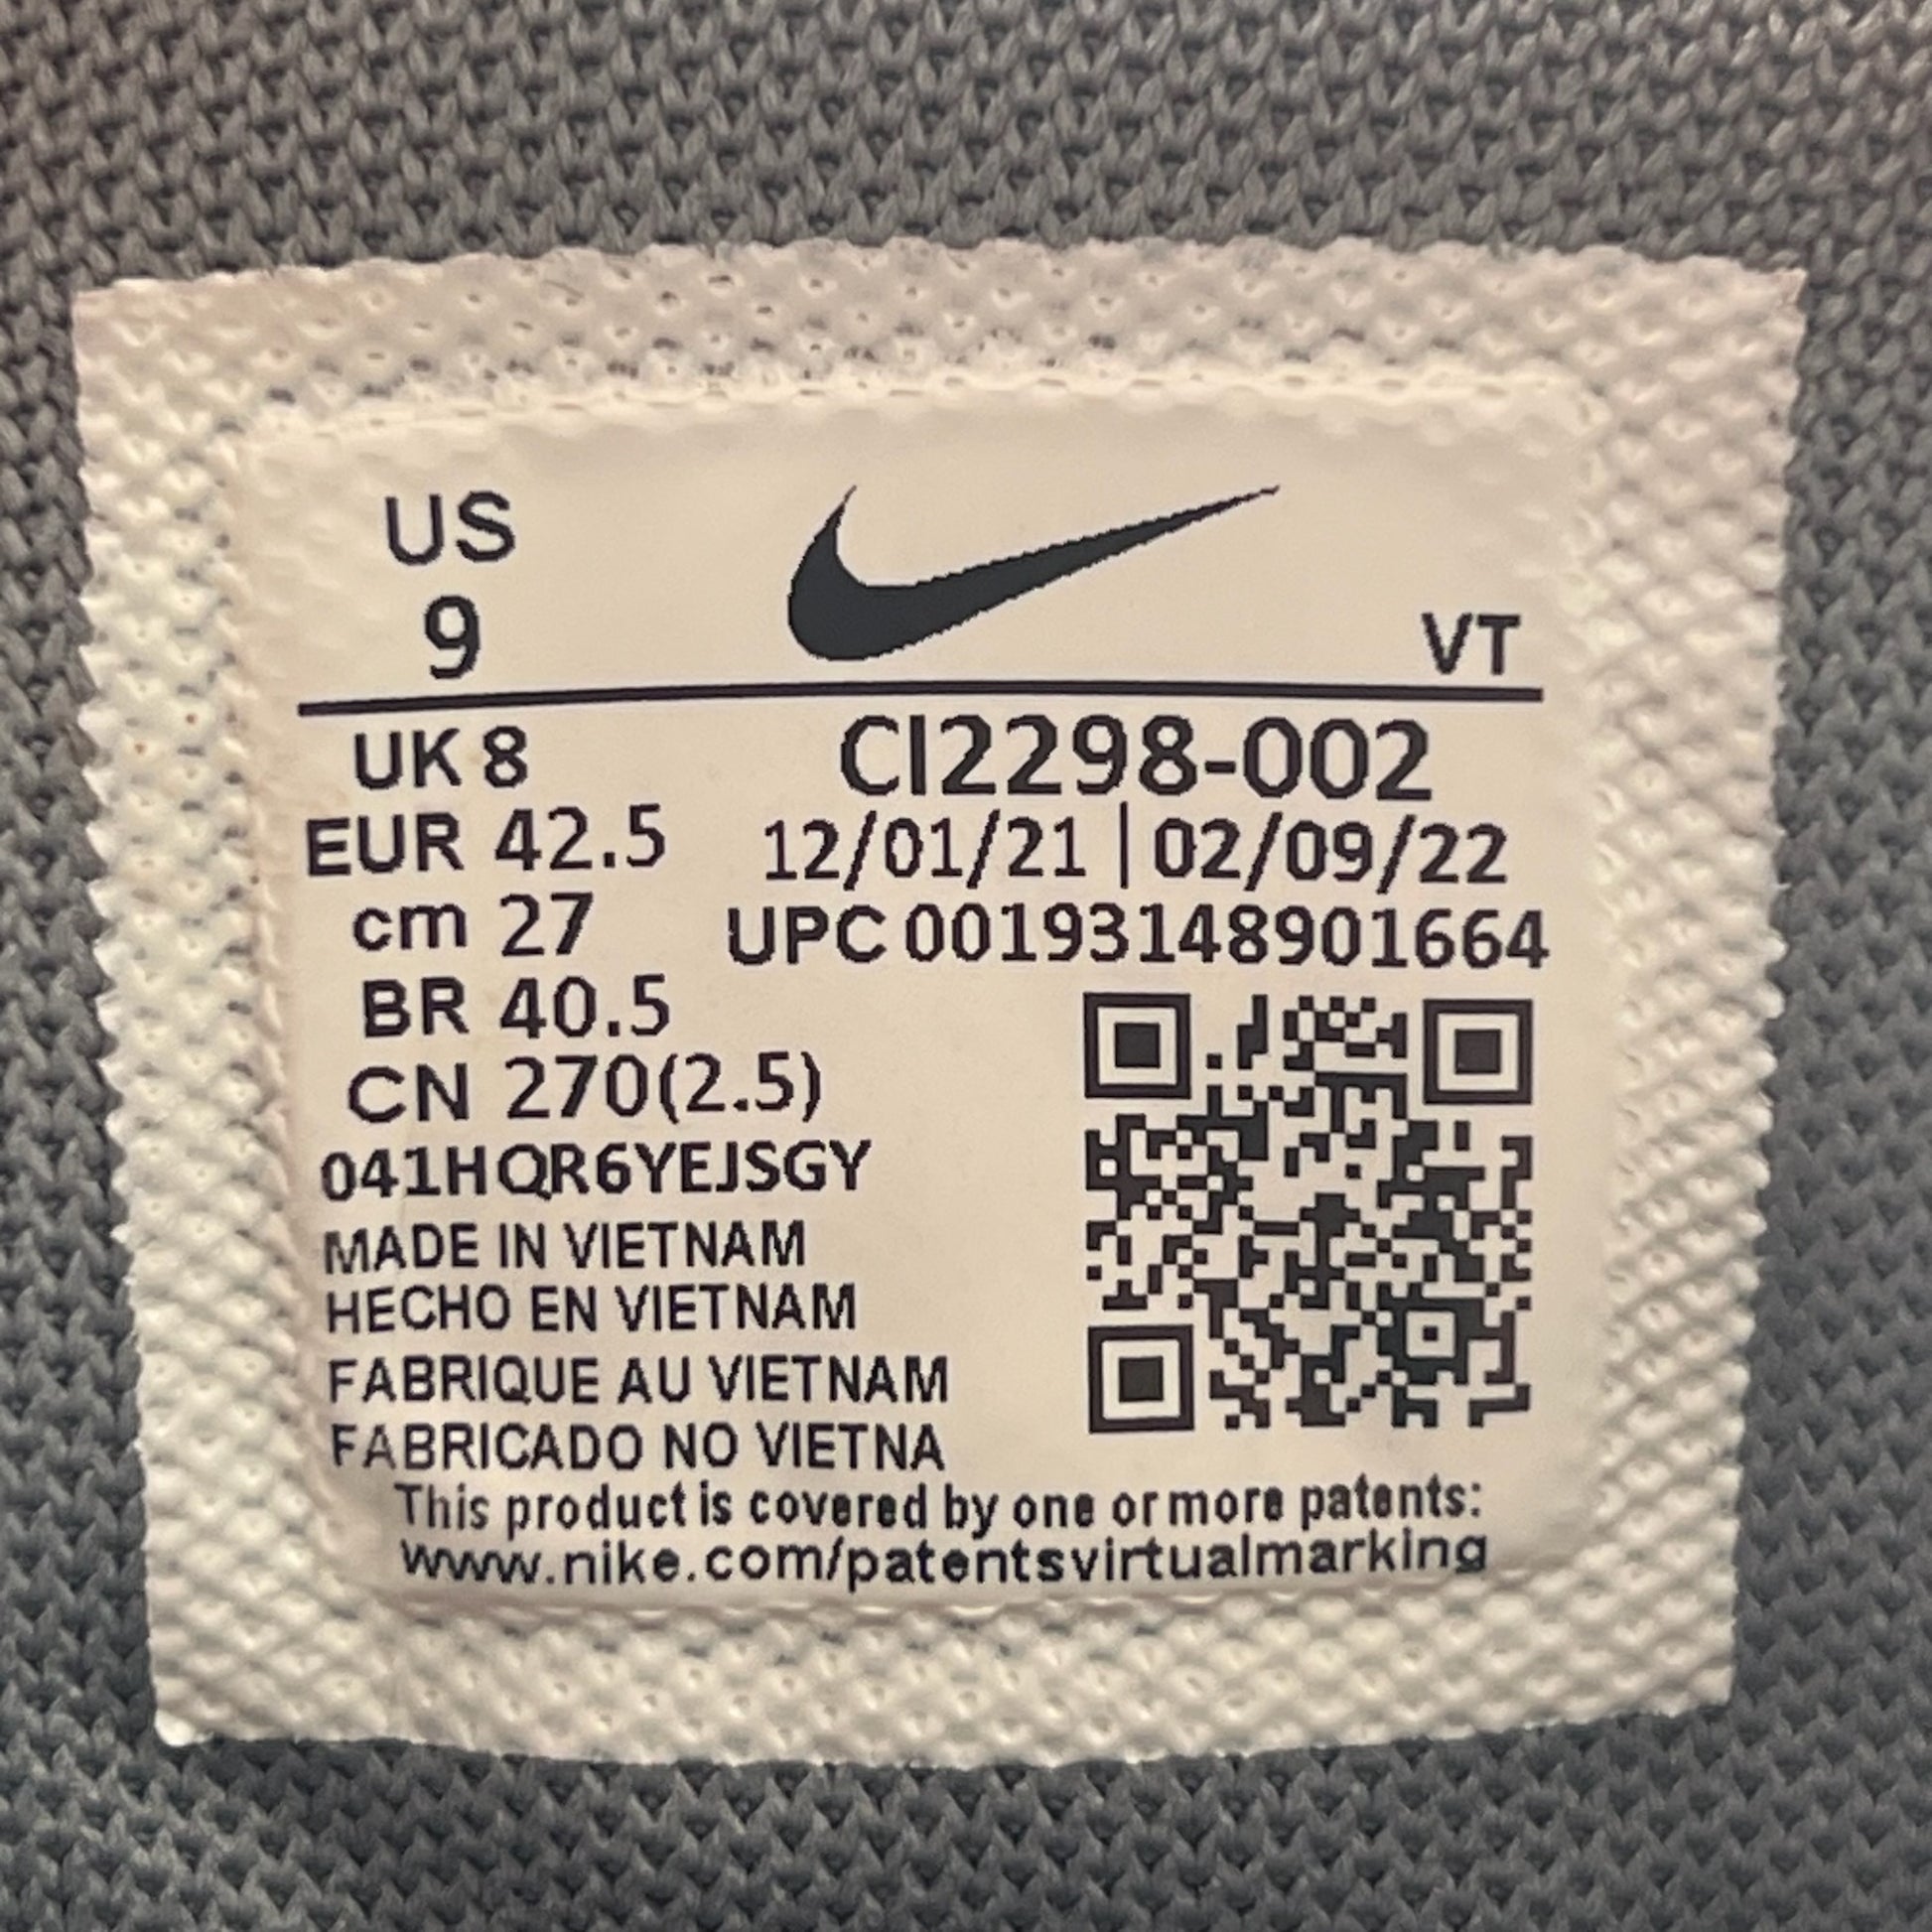 US
9
VT
UK 8
CI2298-002
EUR 42.5
12/01/21 | 02/09/22
cm 27
UPC 00193148901664
BR 40.5
CN 270(2.5)
041HQR6YEJSGY
MADE IN VIETNAM
HECHO EN VIETNAM
FABRIQUE AU VIETNAM
FABRICADO NO VIETNA
This product is covered by one or more patents:
www.nike.com/patentsvirtualmarking